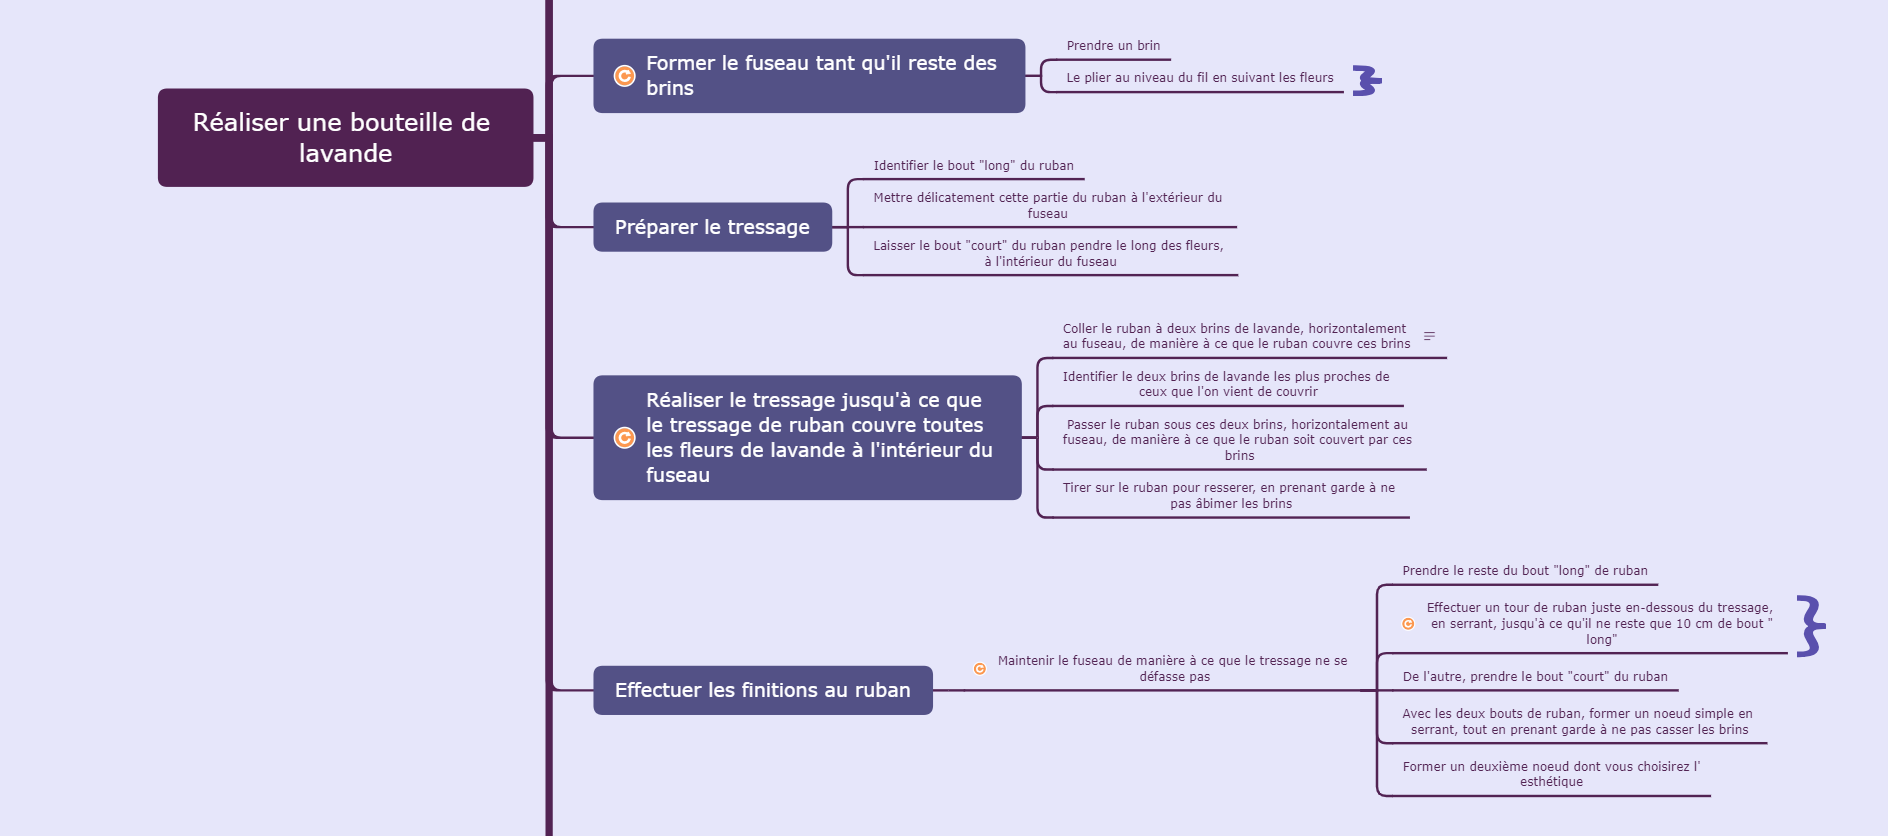 Réaliser une bouteille de
lavande
Former le fuseau tant qu'il reste des
brins
Prendre un brin
Le plier au niveau du fil en suivant les fleurs
Préparer le tressage
Identifier le bout "long" du ruban
Mettre délicatement cette partie du ruban à l'extérieur du
fuseau
Laisser le bout "court" du ruban pendre le long des fleurs,
à l'intérieur du fuseau
Réaliser le tressage jusqu'à ce que
le tressage de ruban couvre toutes
les fleurs de lavande à l'intérieur du
fuseau
Coller le ruban à deux brins de lavande, horizontalement
au fuseau, de manière à ce que le ruban couvre ces brins
Identifier le deux brins de lavande les plus proches de
ceux que l'on vient de couvrir
Passer le ruban sous ces deux brins, horizontalement au
fuseau, de manière à ce que le ruban soit couvert par ces
brins
Tirer sur le ruban pour resserer, en prenant garde à ne
pas âbimer les brins
Effectuer les finitions au ruban
Maintenir le fuseau de manière à ce que le tressage ne se
défasse pas
Prendre le reste du bout "long" de ruban
Effectuer un tour de ruban juste en-dessous du tressage,
en serrant, jusqu'à ce qu'il ne reste que 10 cm de bout "
long"
De l'autre, prendre le bout "court" du ruban
Avec les deux bouts de ruban, former un noeud simple en
serrant, tout en prenant garde à ne pas casser les brins
Former un deuxième noeud dont vous choisirez l'
esthétique